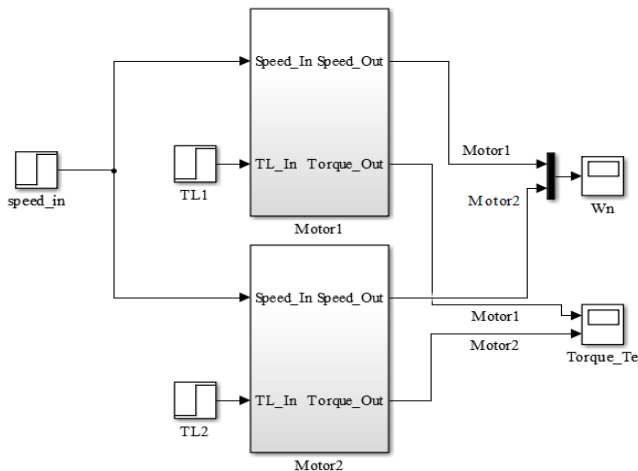 Speed_In Speed_Out
TL_In Torque_Out
Motor1
speed_in
TL1
Motor1
Motor2
Wn
Speed_In Speed_Out
TL_In Torque_Out
Motor2
TL2
Motor1
Motor2
Torque_Te